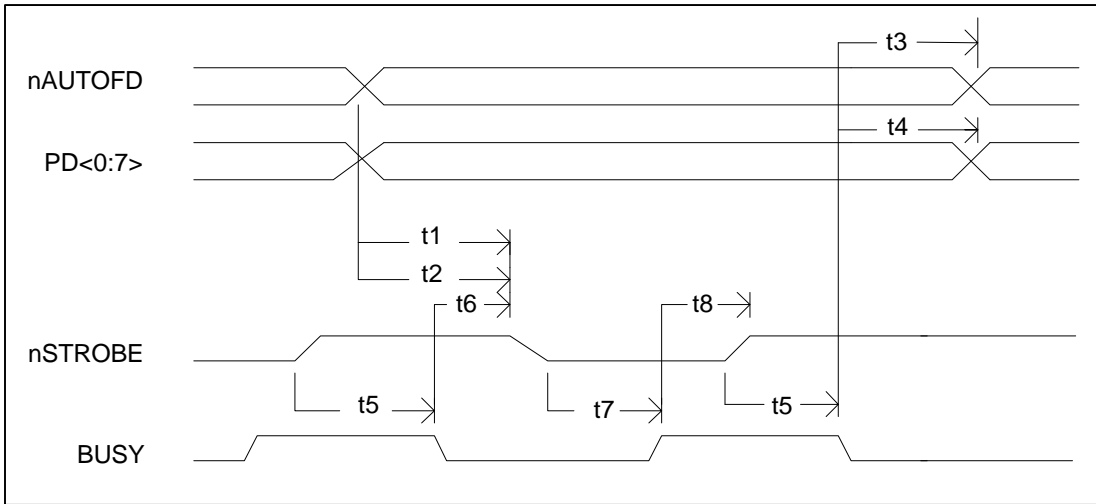 t3
nAUTOFD
t4
PD<0:7>
t1
t2
t6 t8
nSTROBE
t5 t7 t5
BUSY